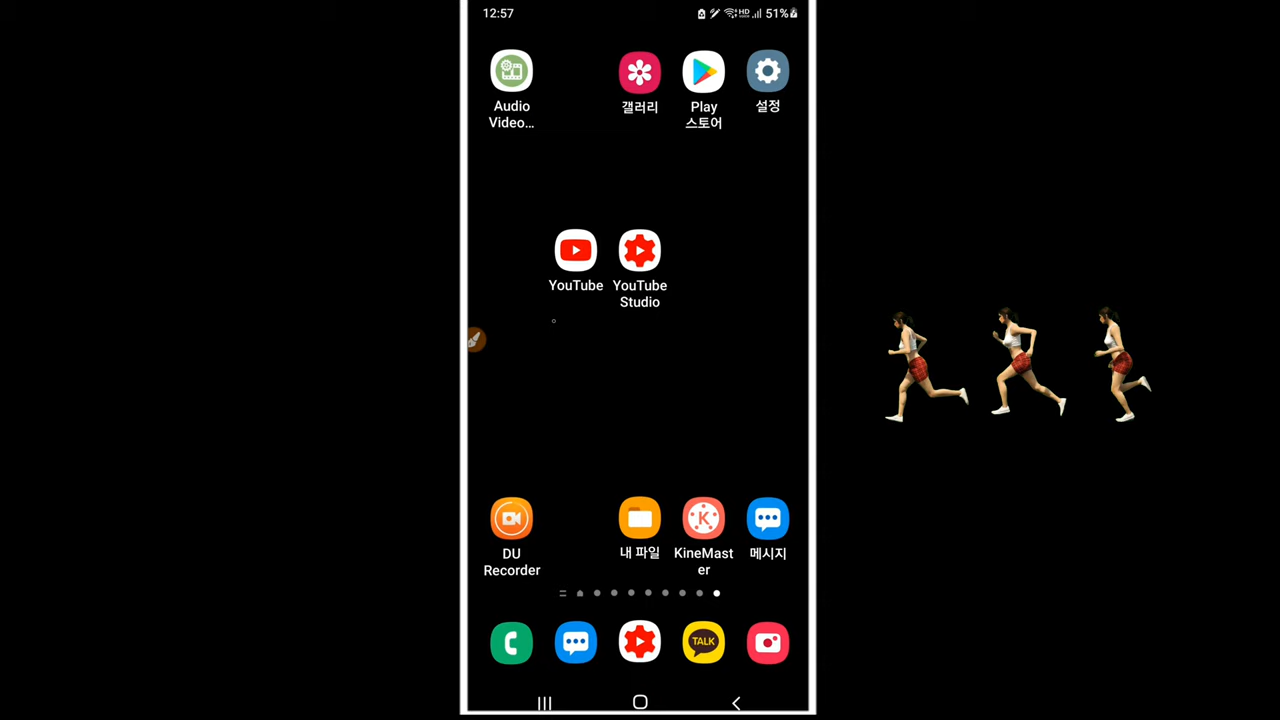 12:57
HD
51%
Audio
Video...
갤러리
Play
스토어
설정
YouTube
YouTube
Studio
DU
Recorder
내 파일
KineMast
er
메시지
TALK